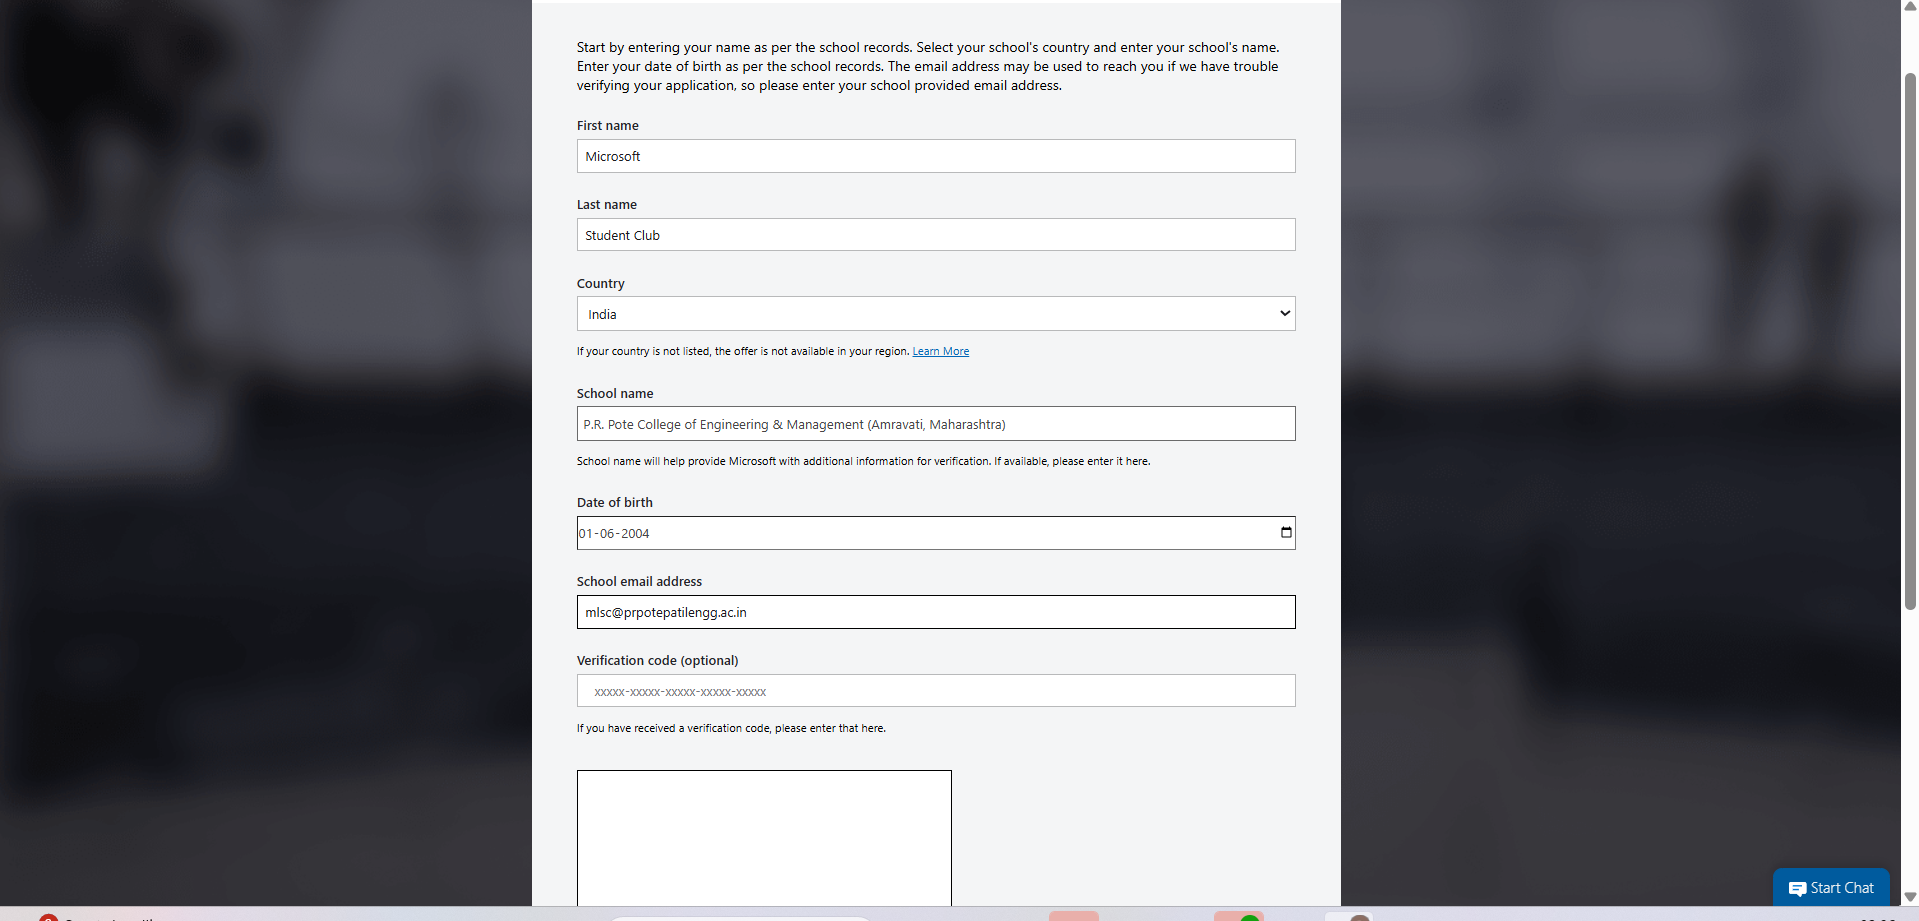 Start by entering your name as per the school records. Select your school's country and enter your school's name.
Enter your date of birth as per the school records. The email address may be used to reach you if we have trouble
verifying your application, so please enter your school provided email address.
First name
Microsoft
Last name
Student Club
Country
India
If your country is not listed, the offer is not available in your region. Learn More
School name
P.R. Pote College of Engineering & Management (Amravati, Maharashtra)
School name will help provide Microsoft with additional information for verification. If available, please enter it here.
Date of birth
01-06-2004
School email address
mlsc@prpotepatilengg.ac.in
Verification code (optional)
xxxxx-xxxxx-xxxxx-xxxxx-xxxxx
If you have received a verification code, please enter that here.
Start Chat